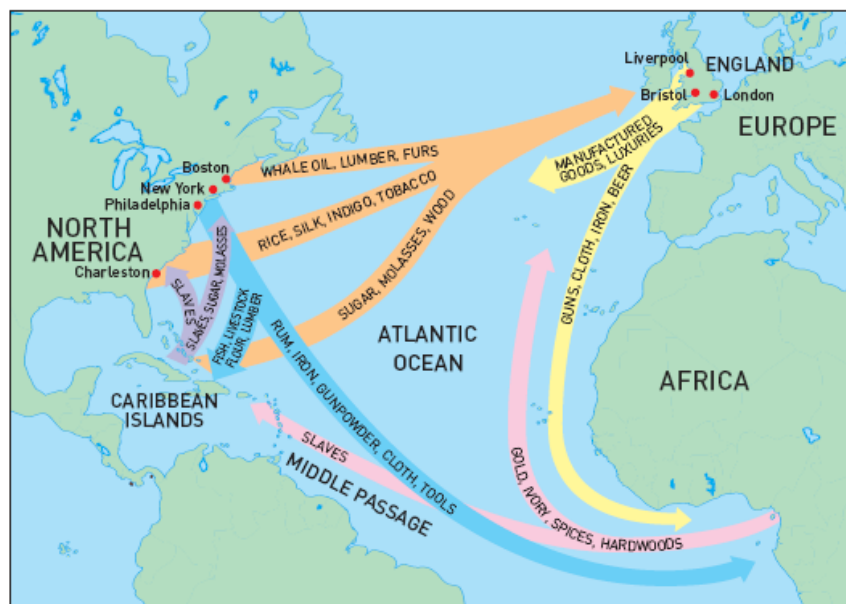 Liverpool
ENGLAND
Bristol
London
EUROPE
MANUFACTURED
GOODS, LUXURIES
Boston
WHALE OIL, LUMBER, FURS
New York
Philadelphia
RICE, SILK, INDIGO, TOBACCO
GUNS, CLOTH, IRON, BEER
NORTH
AMERICA
Charleston
SUGAR, MOLASSES, WOOD
SLAVES
SLAVES, SUGAR, MOLASSES
FISH, LIVESTOCK
FLOUR, LUMBER
RUM, IRON, GUNPOWDER, CLOTH, TOOLS
ATLANTIC
OCEAN
AFRICA
CARIBBEAN
ISLANDS
SLAVES
MIDDLE PASSAGE
GOLD, IVORY, SPICES, HARDWOODS